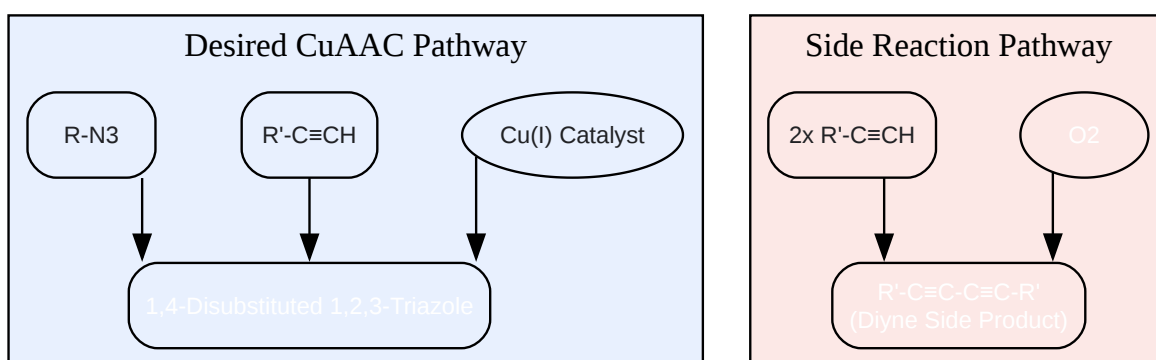 Desired CuAAC Pathway
R-N3
R'-C≡CH
Cu(I) Catalyst
1,4-Disubstituted 1,2,3-Triazole
Side Reaction Pathway
2x R'-C≡CH
O2
R'-C≡C-C≡C-R'
(Diyne Side Product)